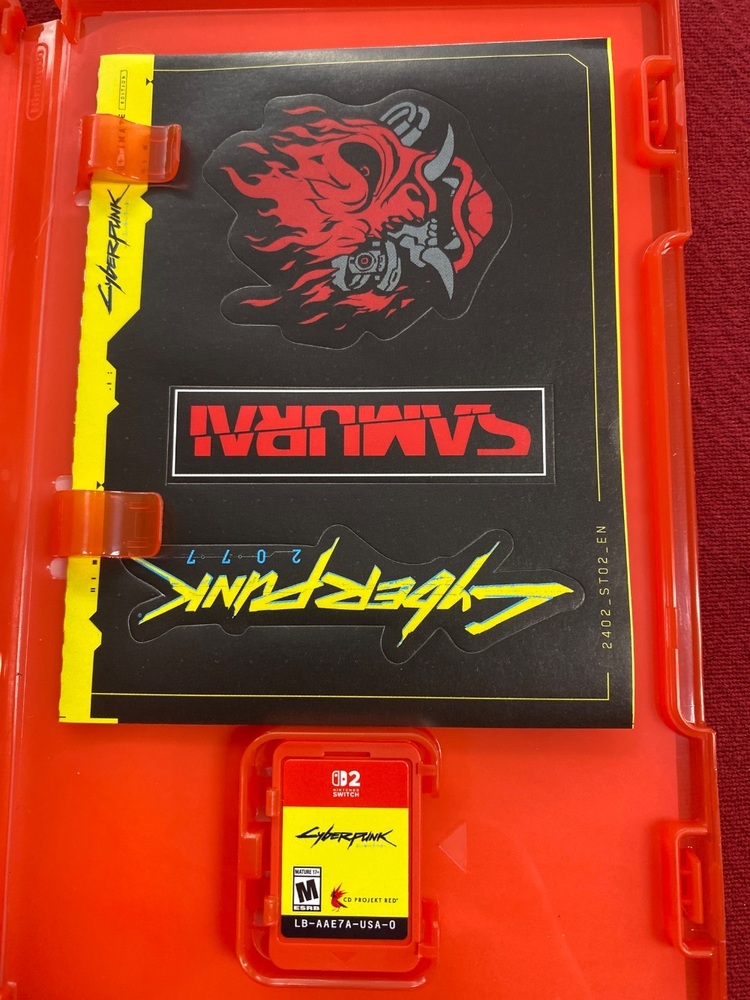 EDITION
CYBERPUNK
SAMURAI
CYBERPUNK
2077
2402_ST02_EN
2
NINTENDO
SWITCH
CYBERPUNK
MATURE 17+
M
ESRB
CD PROJEKT RED
LB-AAE7A-USA-0